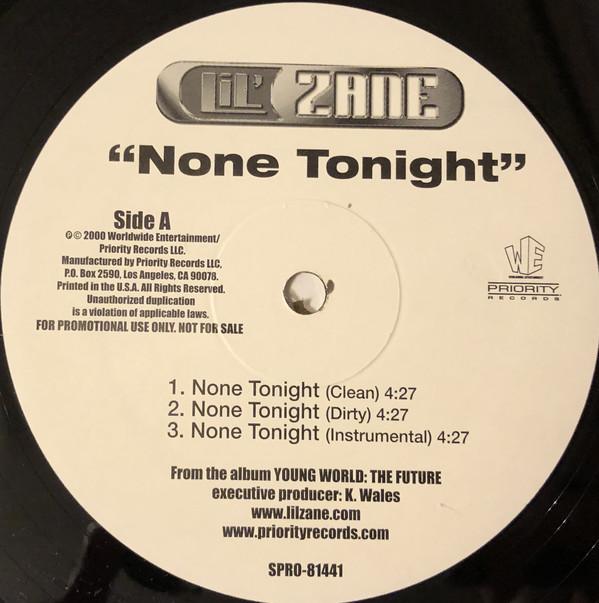 LIL' ZANE
“None Tonight”
Side A
℗ © 2000 Worldwide Entertainment/
Priority Records LLC.
Manufactured by Priority Records LLC,
P.O. Box 2590, Los Angeles, CA 90078.
Printed in the U.S.A. All Rights Reserved.
Unauthorized duplication
is a violation of applicable laws.
FOR PROMOTIONAL USE ONLY. NOT FOR SALE
WE
WORLDWIDE ENTERTAINMENT
PRIORITY
RECORDS
1. None Tonight (Clean) 4:27
2. None Tonight (Dirty) 4:27
3. None Tonight (Instrumental) 4:27
From the album YOUNG WORLD: THE FUTURE
executive producer: K. Wales
www.lilzane.com
www.priorityrecords.com
SPRO-81441